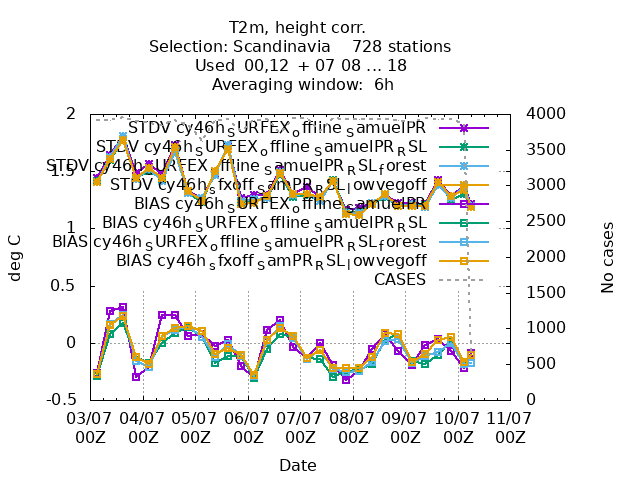 T2m, height corr.
Selection: Scandinavia 728 stations
Used 00,12 + 07 08 ... 18
Averaging window: 6h
deg C
No cases
2
1.5
1
0.5
0
-0.5
4000
3500
3000
2500
2000
1500
1000
500
0
STDV cy46h_SURFEX_offline_samuelPR
STDV cy46h_SURFEX_offline_samuelPR_RSL
STDV cy46h_SURFEX_offline_samuelPR_RSL_forest
STDV cy46h_sfxoff_samPR_RSL_lowvegoff
BIAS cy46h_SURFEX_offline_samuelPR
BIAS cy46h_SURFEX_offline_samuelPR_RSL
BIAS cy46h_SURFEX_offline_samuelPR_RSL_forest
BIAS cy46h_sfxoff_samPR_RSL_lowvegoff
CASES
03/07 04/07 05/07 06/07 07/07 08/07 09/07 10/07 11/07
00Z 00Z 00Z 00Z 00Z 00Z 00Z 00Z 00Z
Date